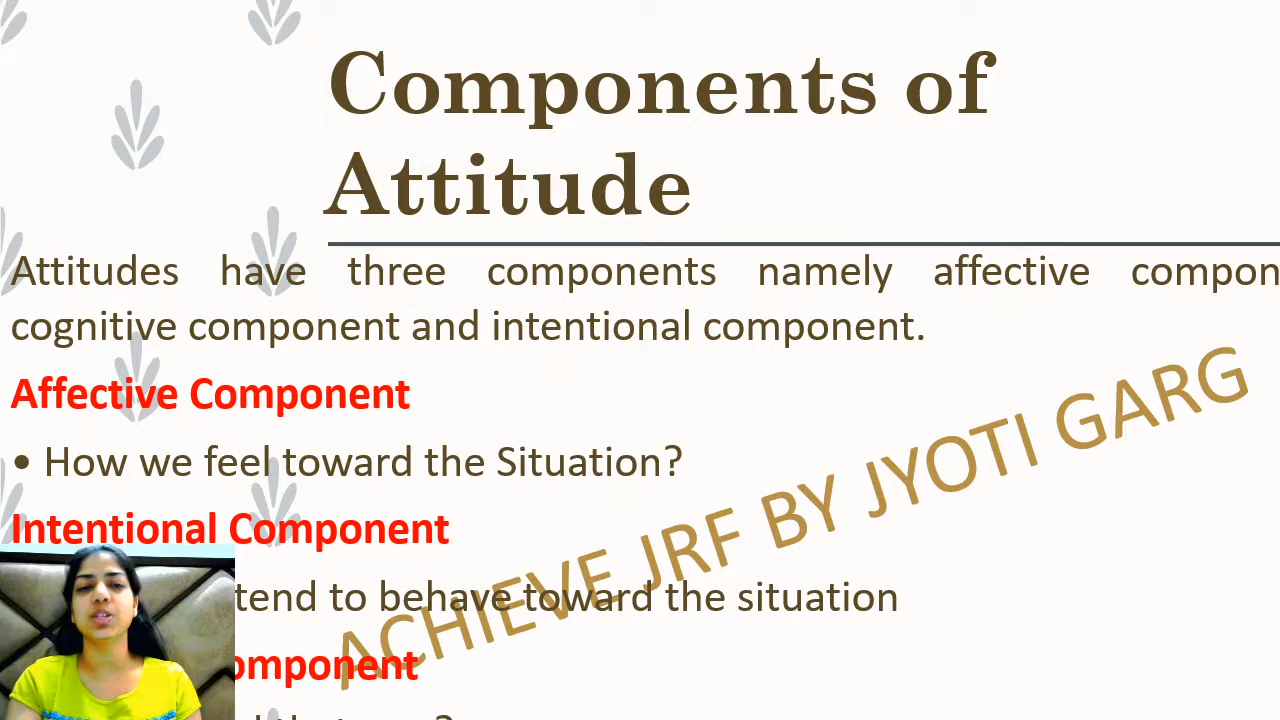 Components of
Attitude
Attitudes have three components namely affective compon
cognitive component and intentional component.
Affective Component
• How we feel toward the Situation?
Intentional Component
tend to behave toward the situation
omponent
ACHIEVE JRF BY JYOTI GARG